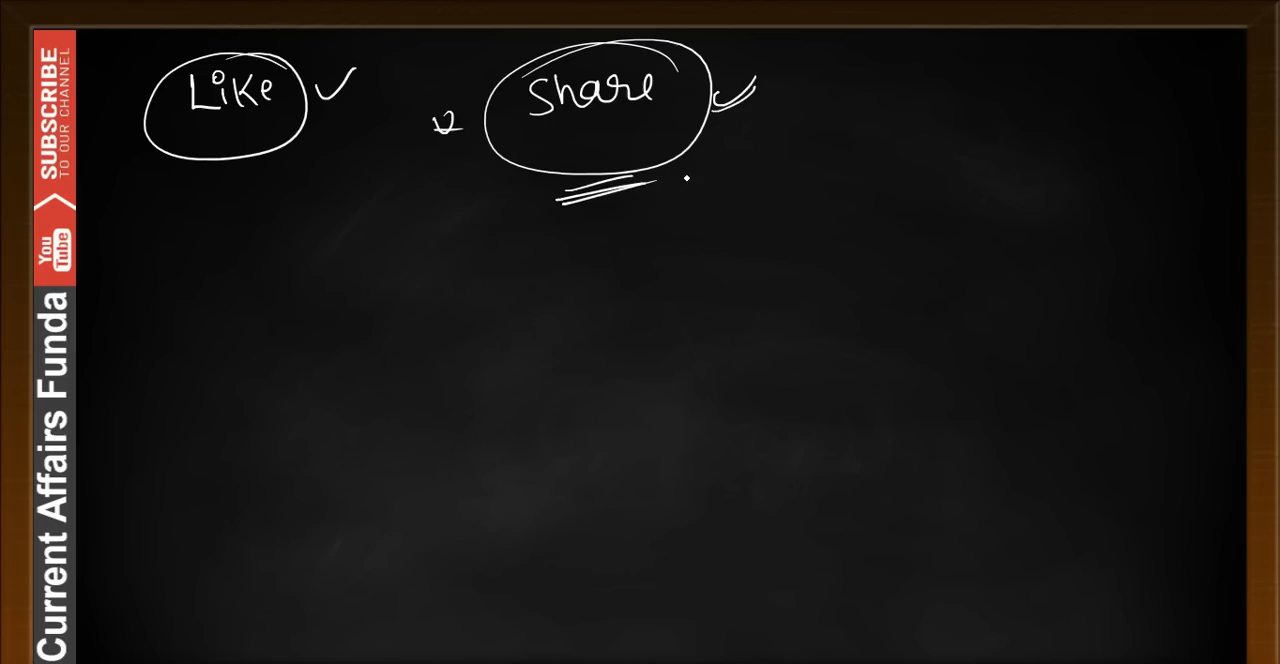 Like Share
SUBSCRIBE
TO OUR CHANNEL
You
Tube
Current Affairs Funda